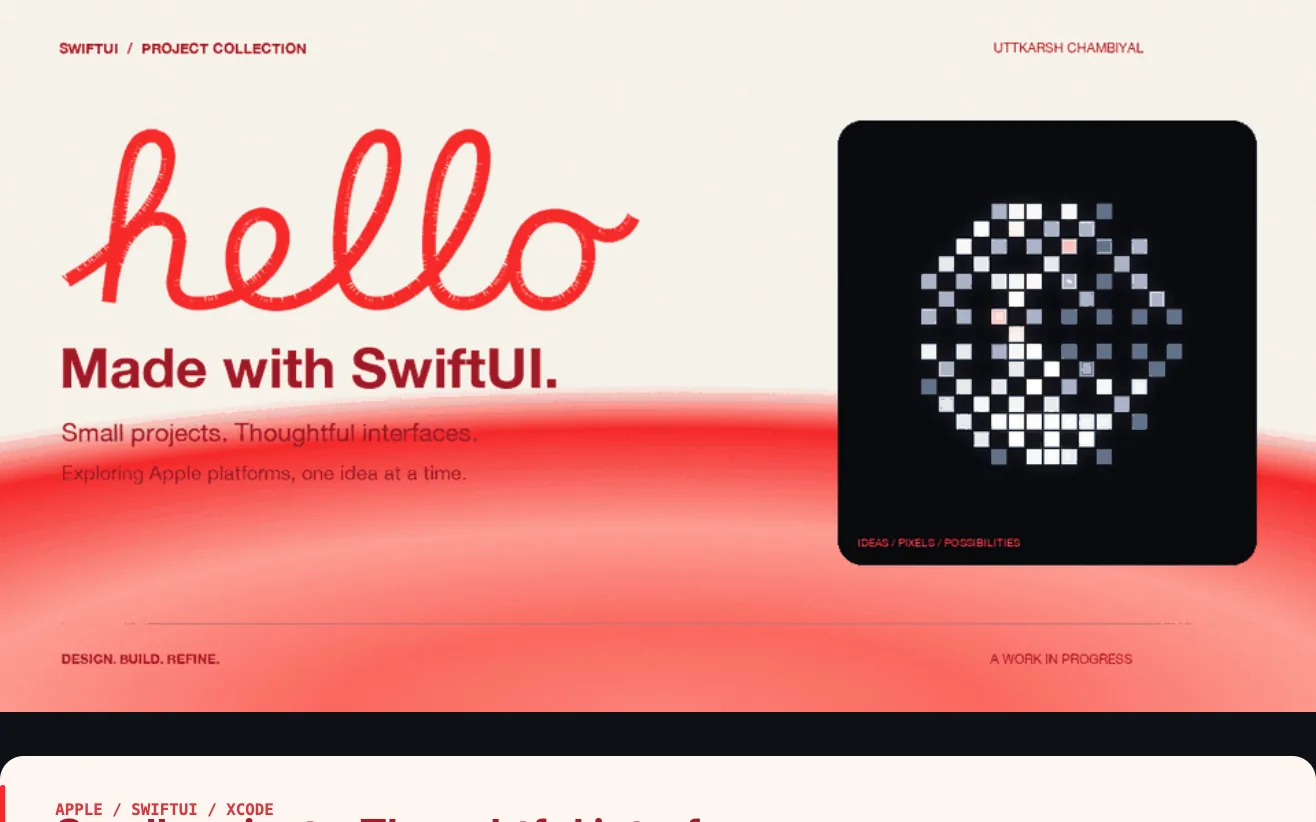 SWIFTUI / PROJECT COLLECTION
UTTKARSH CHAMBIYAL
hello
Made with SwiftUI.
Small projects. Thoughtful interfaces.
Exploring Apple platforms, one idea at a time.
IDEAS / PIXELS / POSSIBILITIES
DESIGN. BUILD. REFINE.
A WORK IN PROGRESS
APPLE / SWIFTUI / XCODE